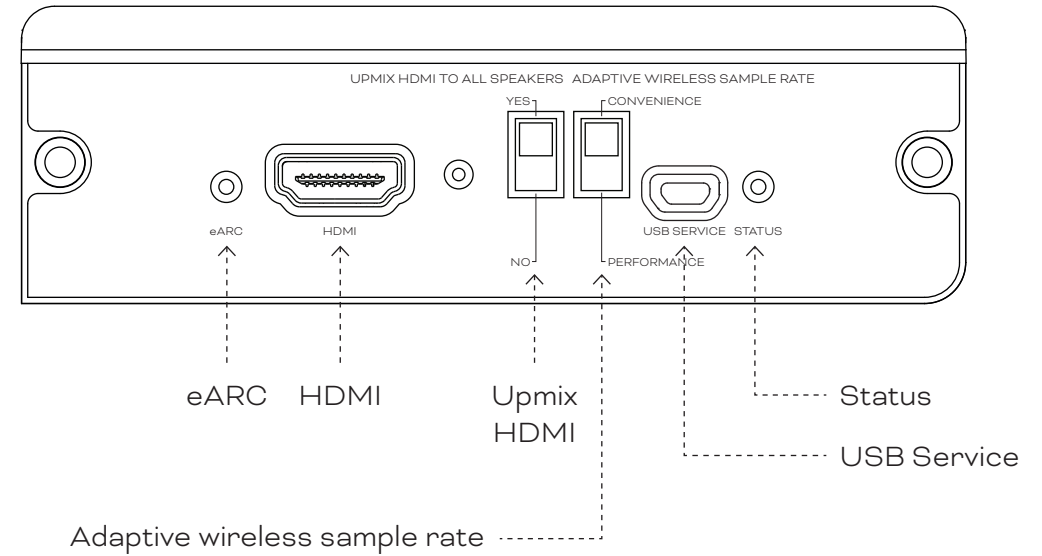 UPMIX HDMI TO ALL SPEAKERS ADAPTIVE WIRELESS SAMPLE RATE
YES CONVENIENCE
eARC HDMI USB SERVICE STATUS
NO PERFORMANCE
eARC HDMI Upmix Status
HDMI
USB Service
Adaptive wireless sample rate